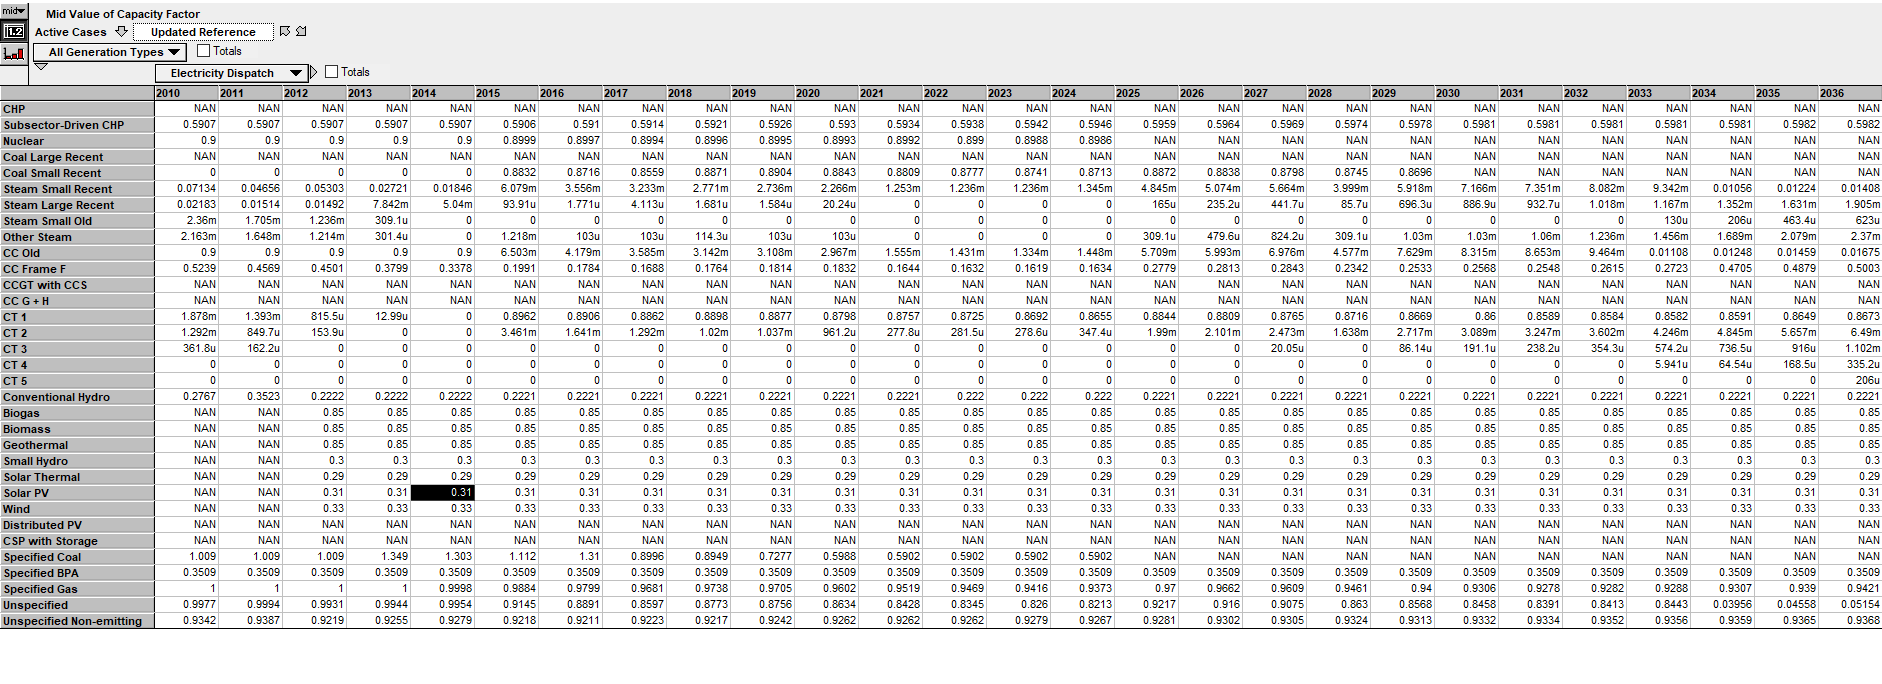 mid
Mid Value of Capacity Factor
1.2
Active Cases Updated Reference
All Generation Types Totals
Electricity Dispatch Totals
2010 2011 2012 2013 2014 2015 2016 2017 2018 2019 2020 2021 2022 2023 2024 2025 2026 2027 2028 2029 2030 2031 2032 2033 2034 2035 2036
CHP NAN NAN NAN NAN NAN NAN NAN NAN NAN NAN NAN NAN NAN NAN NAN NAN NAN NAN NAN NAN NAN NAN NAN NAN NAN NAN NAN
Subsector-Driven CHP 0.5907 0.5907 0.5907 0.5907 0.5907 0.5906 0.591 0.5914 0.5921 0.5926 0.593 0.5934 0.5938 0.5942 0.5946 0.5959 0.5964 0.5969 0.5974 0.5978 0.5981 0.5981 0.5981 0.5981 0.5981 0.5982 0.5982
Nuclear 0.9 0.9 0.9 0.9 0.9 0.8999 0.8997 0.8994 0.8996 0.8995 0.8993 0.8992 0.899 0.8988 0.8986 NAN NAN NAN NAN NAN NAN NAN NAN NAN NAN NAN NAN
Coal Large Recent NAN NAN NAN NAN NAN NAN NAN NAN NAN NAN NAN NAN NAN NAN NAN NAN NAN NAN NAN NAN NAN NAN NAN NAN NAN NAN NAN
Coal Small Recent 0 0 0 0 0 0.8832 0.8716 0.8559 0.8871 0.8904 0.8843 0.8809 0.8777 0.8741 0.8713 0.8872 0.8838 0.8798 0.8745 0.8696 NAN NAN NAN NAN NAN NAN NAN
Steam Small Recent 0.07134 0.04656 0.05303 0.02721 0.01846 6.079m 3.556m 3.233m 2.771m 2.736m 2.266m 1.253m 1.236m 1.236m 1.345m 4.845m 5.074m 5.664m 3.999m 5.918m 7.166m 7.351m 8.082m 9.342m 0.01056 0.01224 0.01408
Steam Large Recent 0.02183 0.01514 0.01492 7.842m 5.04m 93.91u 1.771u 4.113u 1.681u 1.584u 20.24u 0 0 0 0 165u 235.2u 441.7u 85.7u 696.3u 886.9u 932.7u 1.018m 1.167m 1.352m 1.631m 1.905m
Steam Small Old 2.36m 1.705m 1.236m 309.1u 0 0 0 0 0 0 0 0 0 0 0 0 0 0 0 0 0 0 0 130u 206u 463.4u 623u
Other Steam 2.163m 1.648m 1.214m 301.4u 0 1.218m 103u 103u 114.3u 103u 103u 0 0 0 0 309.1u 479.6u 824.2u 309.1u 1.03m 1.03m 1.06m 1.236m 1.456m 1.689m 2.079m 2.37m
CC Old 0.9 0.9 0.9 0.9 0.9 6.503m 4.179m 3.585m 3.142m 3.108m 2.967m 1.555m 1.431m 1.334m 1.448m 5.709m 5.993m 6.976m 4.577m 7.629m 8.315m 8.653m 9.464m 0.01108 0.01248 0.01459 0.01675
CC Frame F 0.5239 0.4569 0.4501 0.3799 0.3378 0.1991 0.1784 0.1688 0.1764 0.1814 0.1832 0.1644 0.1632 0.1619 0.1634 0.2779 0.2813 0.2843 0.2342 0.2533 0.2568 0.2548 0.2615 0.2723 0.4705 0.4879 0.5003
CCGT with CCS NAN NAN NAN NAN NAN NAN NAN NAN NAN NAN NAN NAN NAN NAN NAN NAN NAN NAN NAN NAN NAN NAN NAN NAN NAN NAN NAN
CC G + H NAN NAN NAN NAN NAN NAN NAN NAN NAN NAN NAN NAN NAN NAN NAN NAN NAN NAN NAN NAN NAN NAN NAN NAN NAN NAN NAN
CT 1 1.878m 1.393m 815.5u 12.99u 0 0.8962 0.8906 0.8862 0.8898 0.8877 0.8798 0.8757 0.8725 0.8692 0.8655 0.8844 0.8809 0.8765 0.8716 0.8669 0.86 0.8589 0.8584 0.8582 0.8591 0.8649 0.8673
CT 2 1.292m 849.7u 153.9u 0 0 3.461m 1.641m 1.292m 1.02m 1.037m 961.2u 277.8u 281.5u 278.6u 347.4u 1.99m 2.101m 2.473m 1.638m 2.717m 3.089m 3.247m 3.602m 4.246m 4.845m 5.657m 6.49m
CT 3 361.8u 162.2u 0 0 0 0 0 0 0 0 0 0 0 0 0 0 0 20.05u 0 86.14u 191.1u 238.2u 354.3u 574.2u 736.5u 916u 1.102m
CT 4 0 0 0 0 0 0 0 0 0 0 0 0 0 0 0 0 0 0 0 0 0 0 0 5.941u 64.54u 168.5u 335.2u
CT 5 0 0 0 0 0 0 0 0 0 0 0 0 0 0 0 0 0 0 0 0 0 0 0 0 0 0 206u
Conventional Hydro 0.2767 0.3523 0.2222 0.2222 0.2222 0.2221 0.2221 0.2221 0.2221 0.2221 0.2221 0.2221 0.222 0.222 0.222 0.2221 0.2221 0.2221 0.2221 0.2221 0.2221 0.2221 0.2221 0.2221 0.2221 0.2221 0.2221
Biogas NAN NAN 0.85 0.85 0.85 0.85 0.85 0.85 0.85 0.85 0.85 0.85 0.85 0.85 0.85 0.85 0.85 0.85 0.85 0.85 0.85 0.85 0.85 0.85 0.85 0.85 0.85
Biomass NAN NAN 0.85 0.85 0.85 0.85 0.85 0.85 0.85 0.85 0.85 0.85 0.85 0.85 0.85 0.85 0.85 0.85 0.85 0.85 0.85 0.85 0.85 0.85 0.85 0.85 0.85
Geothermal NAN NAN 0.85 0.85 0.85 0.85 0.85 0.85 0.85 0.85 0.85 0.85 0.85 0.85 0.85 0.85 0.85 0.85 0.85 0.85 0.85 0.85 0.85 0.85 0.85 0.85 0.85
Small Hydro NAN NAN 0.3 0.3 0.3 0.3 0.3 0.3 0.3 0.3 0.3 0.3 0.3 0.3 0.3 0.3 0.3 0.3 0.3 0.3 0.3 0.3 0.3 0.3 0.3 0.3 0.3
Solar Thermal NAN NAN 0.29 0.29 0.29 0.29 0.29 0.29 0.29 0.29 0.29 0.29 0.29 0.29 0.29 0.29 0.29 0.29 0.29 0.29 0.29 0.29 0.29 0.29 0.29 0.29 0.29
Solar PV NAN NAN 0.31 0.31 0.31 0.31 0.31 0.31 0.31 0.31 0.31 0.31 0.31 0.31 0.31 0.31 0.31 0.31 0.31 0.31 0.31 0.31 0.31 0.31 0.31 0.31 0.31
Wind NAN NAN 0.33 0.33 0.33 0.33 0.33 0.33 0.33 0.33 0.33 0.33 0.33 0.33 0.33 0.33 0.33 0.33 0.33 0.33 0.33 0.33 0.33 0.33 0.33 0.33 0.33
Distributed PV NAN NAN NAN NAN NAN NAN NAN NAN NAN NAN NAN NAN NAN NAN NAN NAN NAN NAN NAN NAN NAN NAN NAN NAN NAN NAN NAN
CSP with Storage NAN NAN NAN NAN NAN NAN NAN NAN NAN NAN NAN NAN NAN NAN NAN NAN NAN NAN NAN NAN NAN NAN NAN NAN NAN NAN NAN
Specified Coal 1.009 1.009 1.009 1.349 1.303 1.112 1.31 0.8996 0.8949 0.7277 0.5988 0.5902 0.5902 0.5902 0.5902 NAN NAN NAN NAN NAN NAN NAN NAN NAN NAN NAN NAN
Specified BPA 0.3509 0.3509 0.3509 0.3509 0.3509 0.3509 0.3509 0.3509 0.3509 0.3509 0.3509 0.3509 0.3509 0.3509 0.3509 0.3509 0.3509 0.3509 0.3509 0.3509 0.3509 0.3509 0.3509 0.3509 0.3509 0.3509 0.3509
Specified Gas 1 1 1 1 0.9998 0.9884 0.9799 0.9681 0.9738 0.9705 0.9602 0.9519 0.9469 0.9416 0.9373 0.97 0.9662 0.9609 0.9461 0.94 0.9306 0.9278 0.9282 0.9288 0.9307 0.939 0.9421
Unspecified 0.9977 0.9994 0.9931 0.9944 0.9954 0.9145 0.8891 0.8597 0.8773 0.8756 0.8634 0.8428 0.8345 0.826 0.8213 0.9217 0.916 0.9075 0.863 0.8568 0.8458 0.8391 0.8413 0.8443 0.03956 0.04558 0.05154
Unspecified Non-emitting 0.9342 0.9387 0.9219 0.9255 0.9279 0.9218 0.9211 0.9223 0.9217 0.9242 0.9262 0.9262 0.9262 0.9279 0.9267 0.9281 0.9302 0.9305 0.9324 0.9313 0.9332 0.9334 0.9352 0.9356 0.9359 0.9365 0.9368